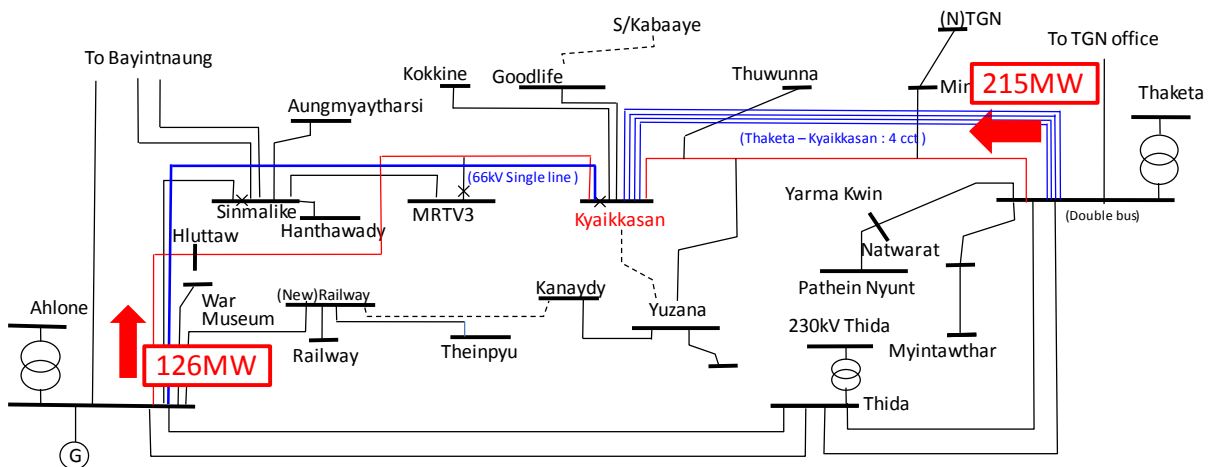 S/Kabaaye
(N)TGN
To TGN office
To Bayintnaung
Kokkine
Goodlife
Thuwunna
Min
215MW
Thaketa
Aungmyaytharsi
(Thaketa – Kyaikkasan : 4 cct )
(66kV Single line )
Yarma Kwin
Sinmalike
MRTV3
Kyaikkasan
(Double bus)
Hanthawady
Hluttaw
Natwarat
Pathein Nyunt
Kanaydy
(New)Railway
War
Museum
Yuzana
Ahlone
230kV Thida
Myintawthar
126MW
Railway
Theinpyu
Thida
G